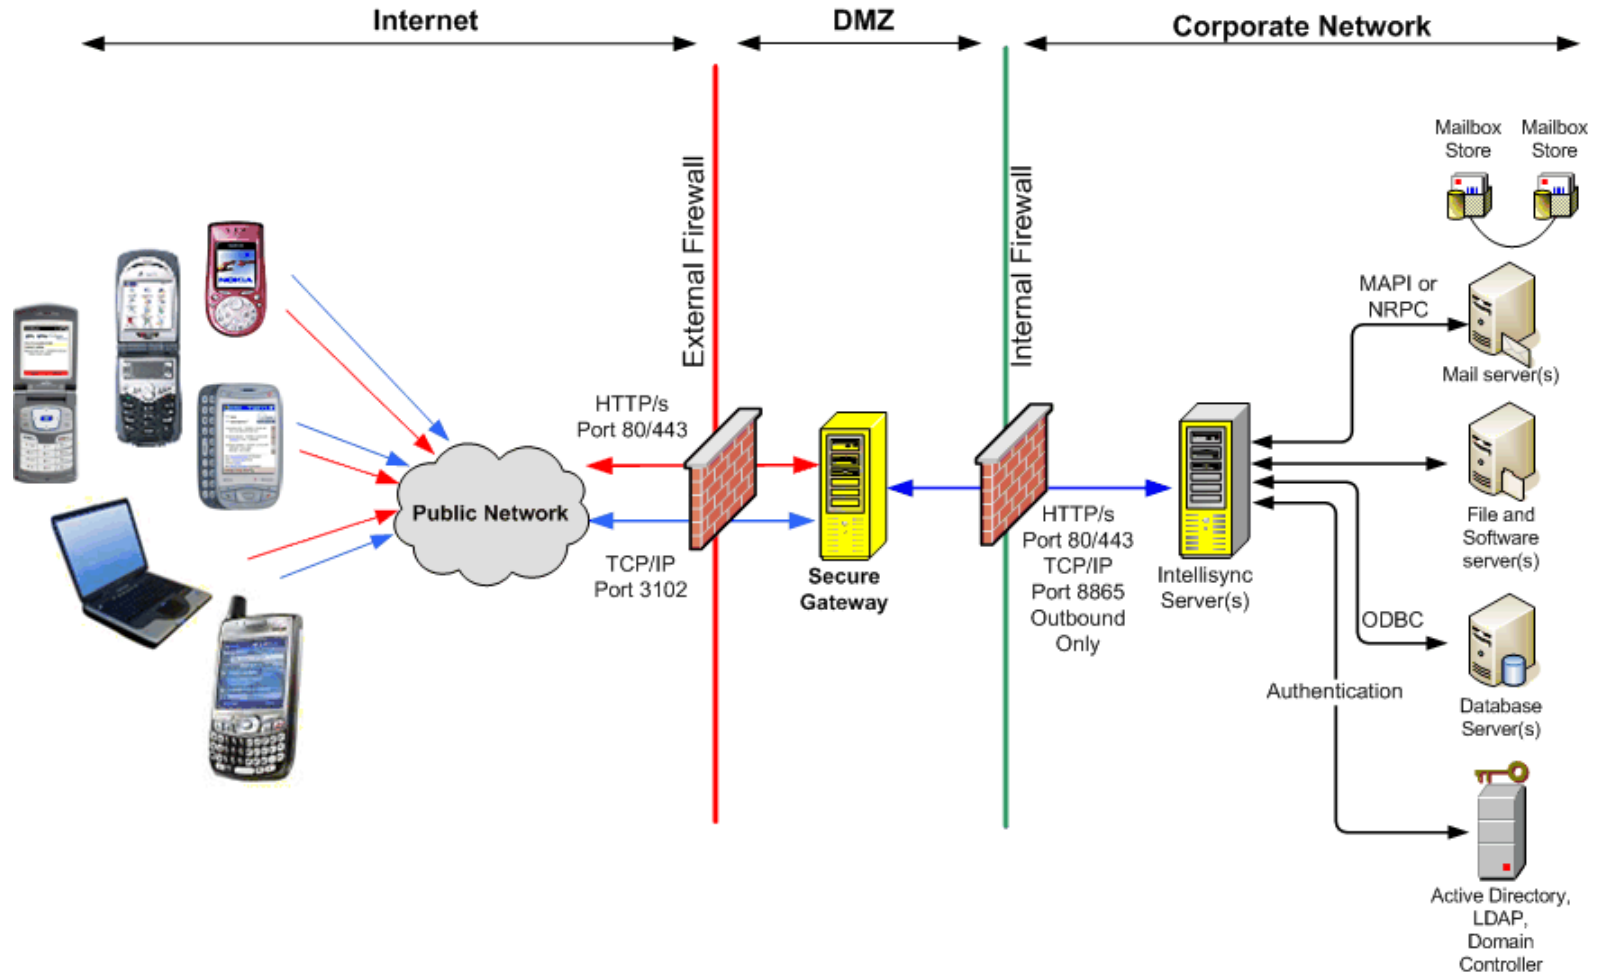 Internet
DMZ
Corporate Network
External Firewall
Internal Firewall
Mailbox
Store
Mailbox
Store
MAPI or
NRPC
Mail server(s)
NOKIA
HTTP/s
Port 80/443
Public Network
TCP/IP
Port 3102
Secure
Gateway
HTTP/s
Port 80/443
TCP/IP
Port 8865
Outbound
Only
Intellisync
Server(s)
File and
Software
server(s)
ODBC
Database
Server(s)
Authentication
Active Directory,
LDAP,
Domain
Controller